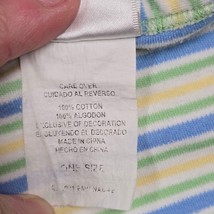 CARE OVER
CUIDADO AL REVERSO
100% COTTON
100% ALGODON
EXCLUSIVE OF DECORATION
EXCLUYENDO EL DECORADO
MADE IN CHINA
HECHO EN CHINA
ONE SIZE